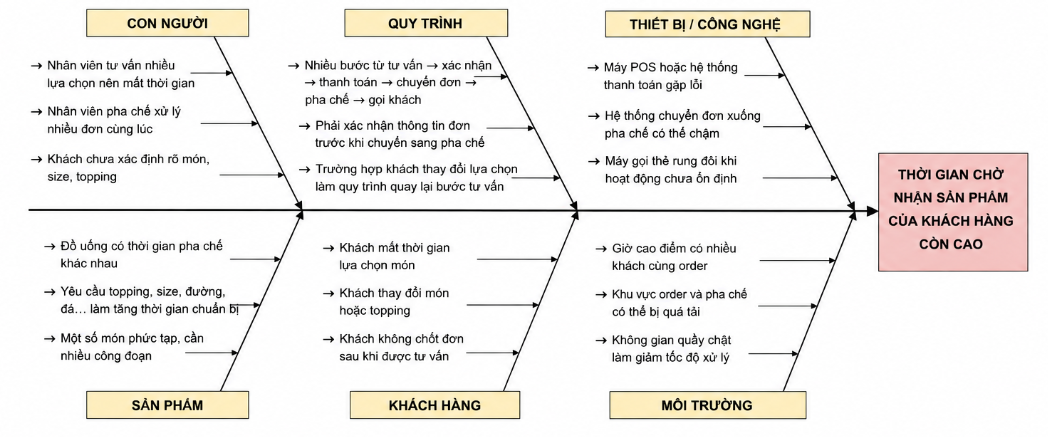 CON NGƯỜI
→ Nhân viên tư vấn nhiều
lựa chọn nên mất thời gian
→ Nhân viên pha chế xử lý
nhiều đơn cùng lúc
→ Khách chưa xác định rõ món,
size, topping
QUY TRÌNH
→ Nhiều bước từ tư vấn → xác nhận
→ thanh toán → chuyển đơn →
pha chế → gọi khách
→ Phải xác nhận thông tin đơn
trước khi chuyển sang pha chế
→ Trường hợp khách thay đổi lựa chọn
làm quy trình quay lại bước tư vấn
THIẾT BỊ / CÔNG NGHỆ
→ Máy POS hoặc hệ thống
thanh toán gặp lỗi
→ Hệ thống chuyển đơn xuống
pha chế có thể chậm
→ Máy gọi thẻ rung đôi khi
hoạt động chưa ổn định
THỜI GIAN CHỜ
NHẬN SẢN PHẨM
CỦA KHÁCH HÀNG
CÒN CAO
→ Đồ uống có thời gian pha chế
khác nhau
→ Yêu cầu topping, size, đường,
đá... làm tăng thời gian chuẩn bị
→ Một số món phức tạp, cần
nhiều công đoạn
SẢN PHẨM
→ Khách mất thời gian
lựa chọn món
→ Khách thay đổi món
hoặc topping
→ Khách không chốt đơn
sau khi được tư vấn
KHÁCH HÀNG
→ Giờ cao điểm có nhiều
khách cùng order
→ Khu vực order và pha chế
có thể bị quá tải
→ Không gian quầy chật
làm giảm tốc độ xử lý
MÔI TRƯỜNG